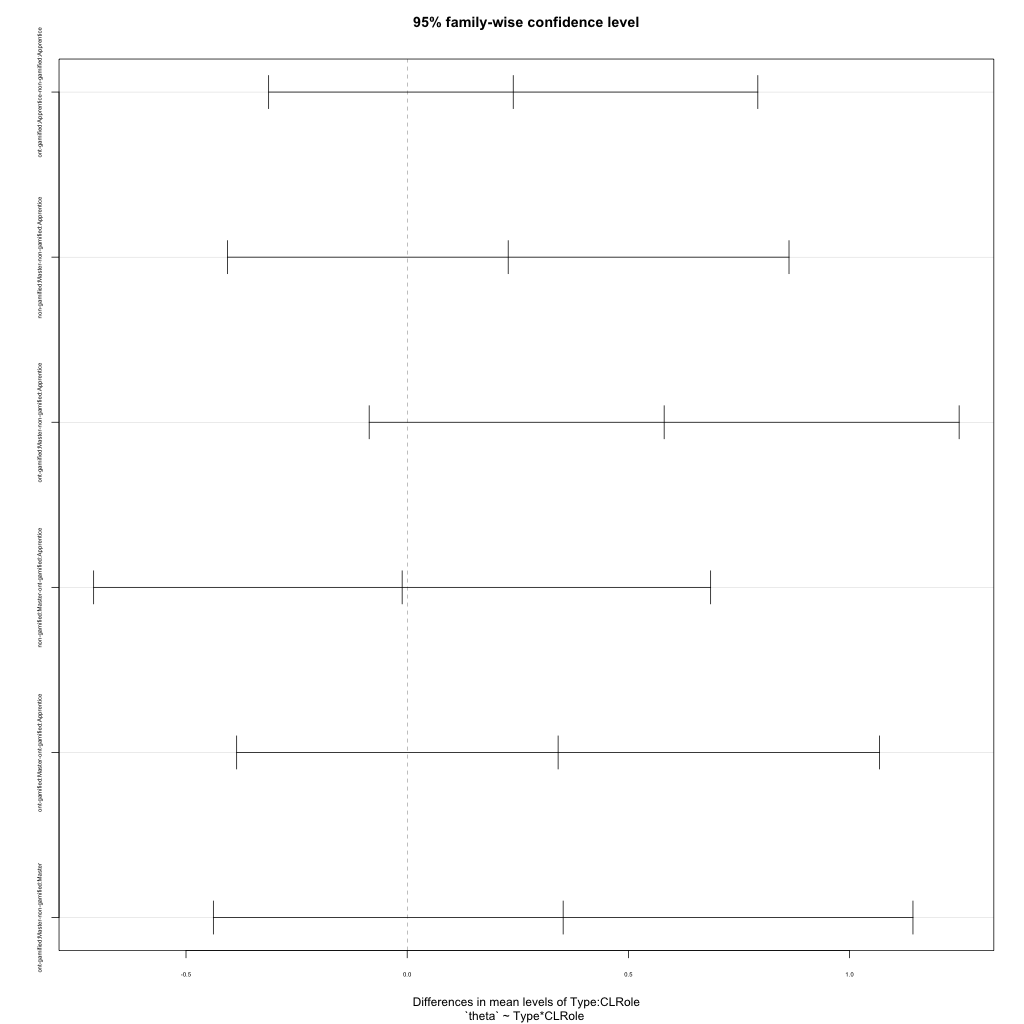 95% family-wise confidence level
ont-gamified:Apprentice-non-gamified:Apprentice
non-gamified:Master-non-gamified:Apprentice
ont-gamified:Master-non-gamified:Apprentice
non-gamified:Master-ont-gamified:Apprentice
ont-gamified:Master-ont-gamified:Apprentice
ont-gamified:Master-non-gamified:Master
-0.5 0.0 0.5 1.0
Differences in mean levels of Type:CLRole
`theta` ~ Type*CLRole